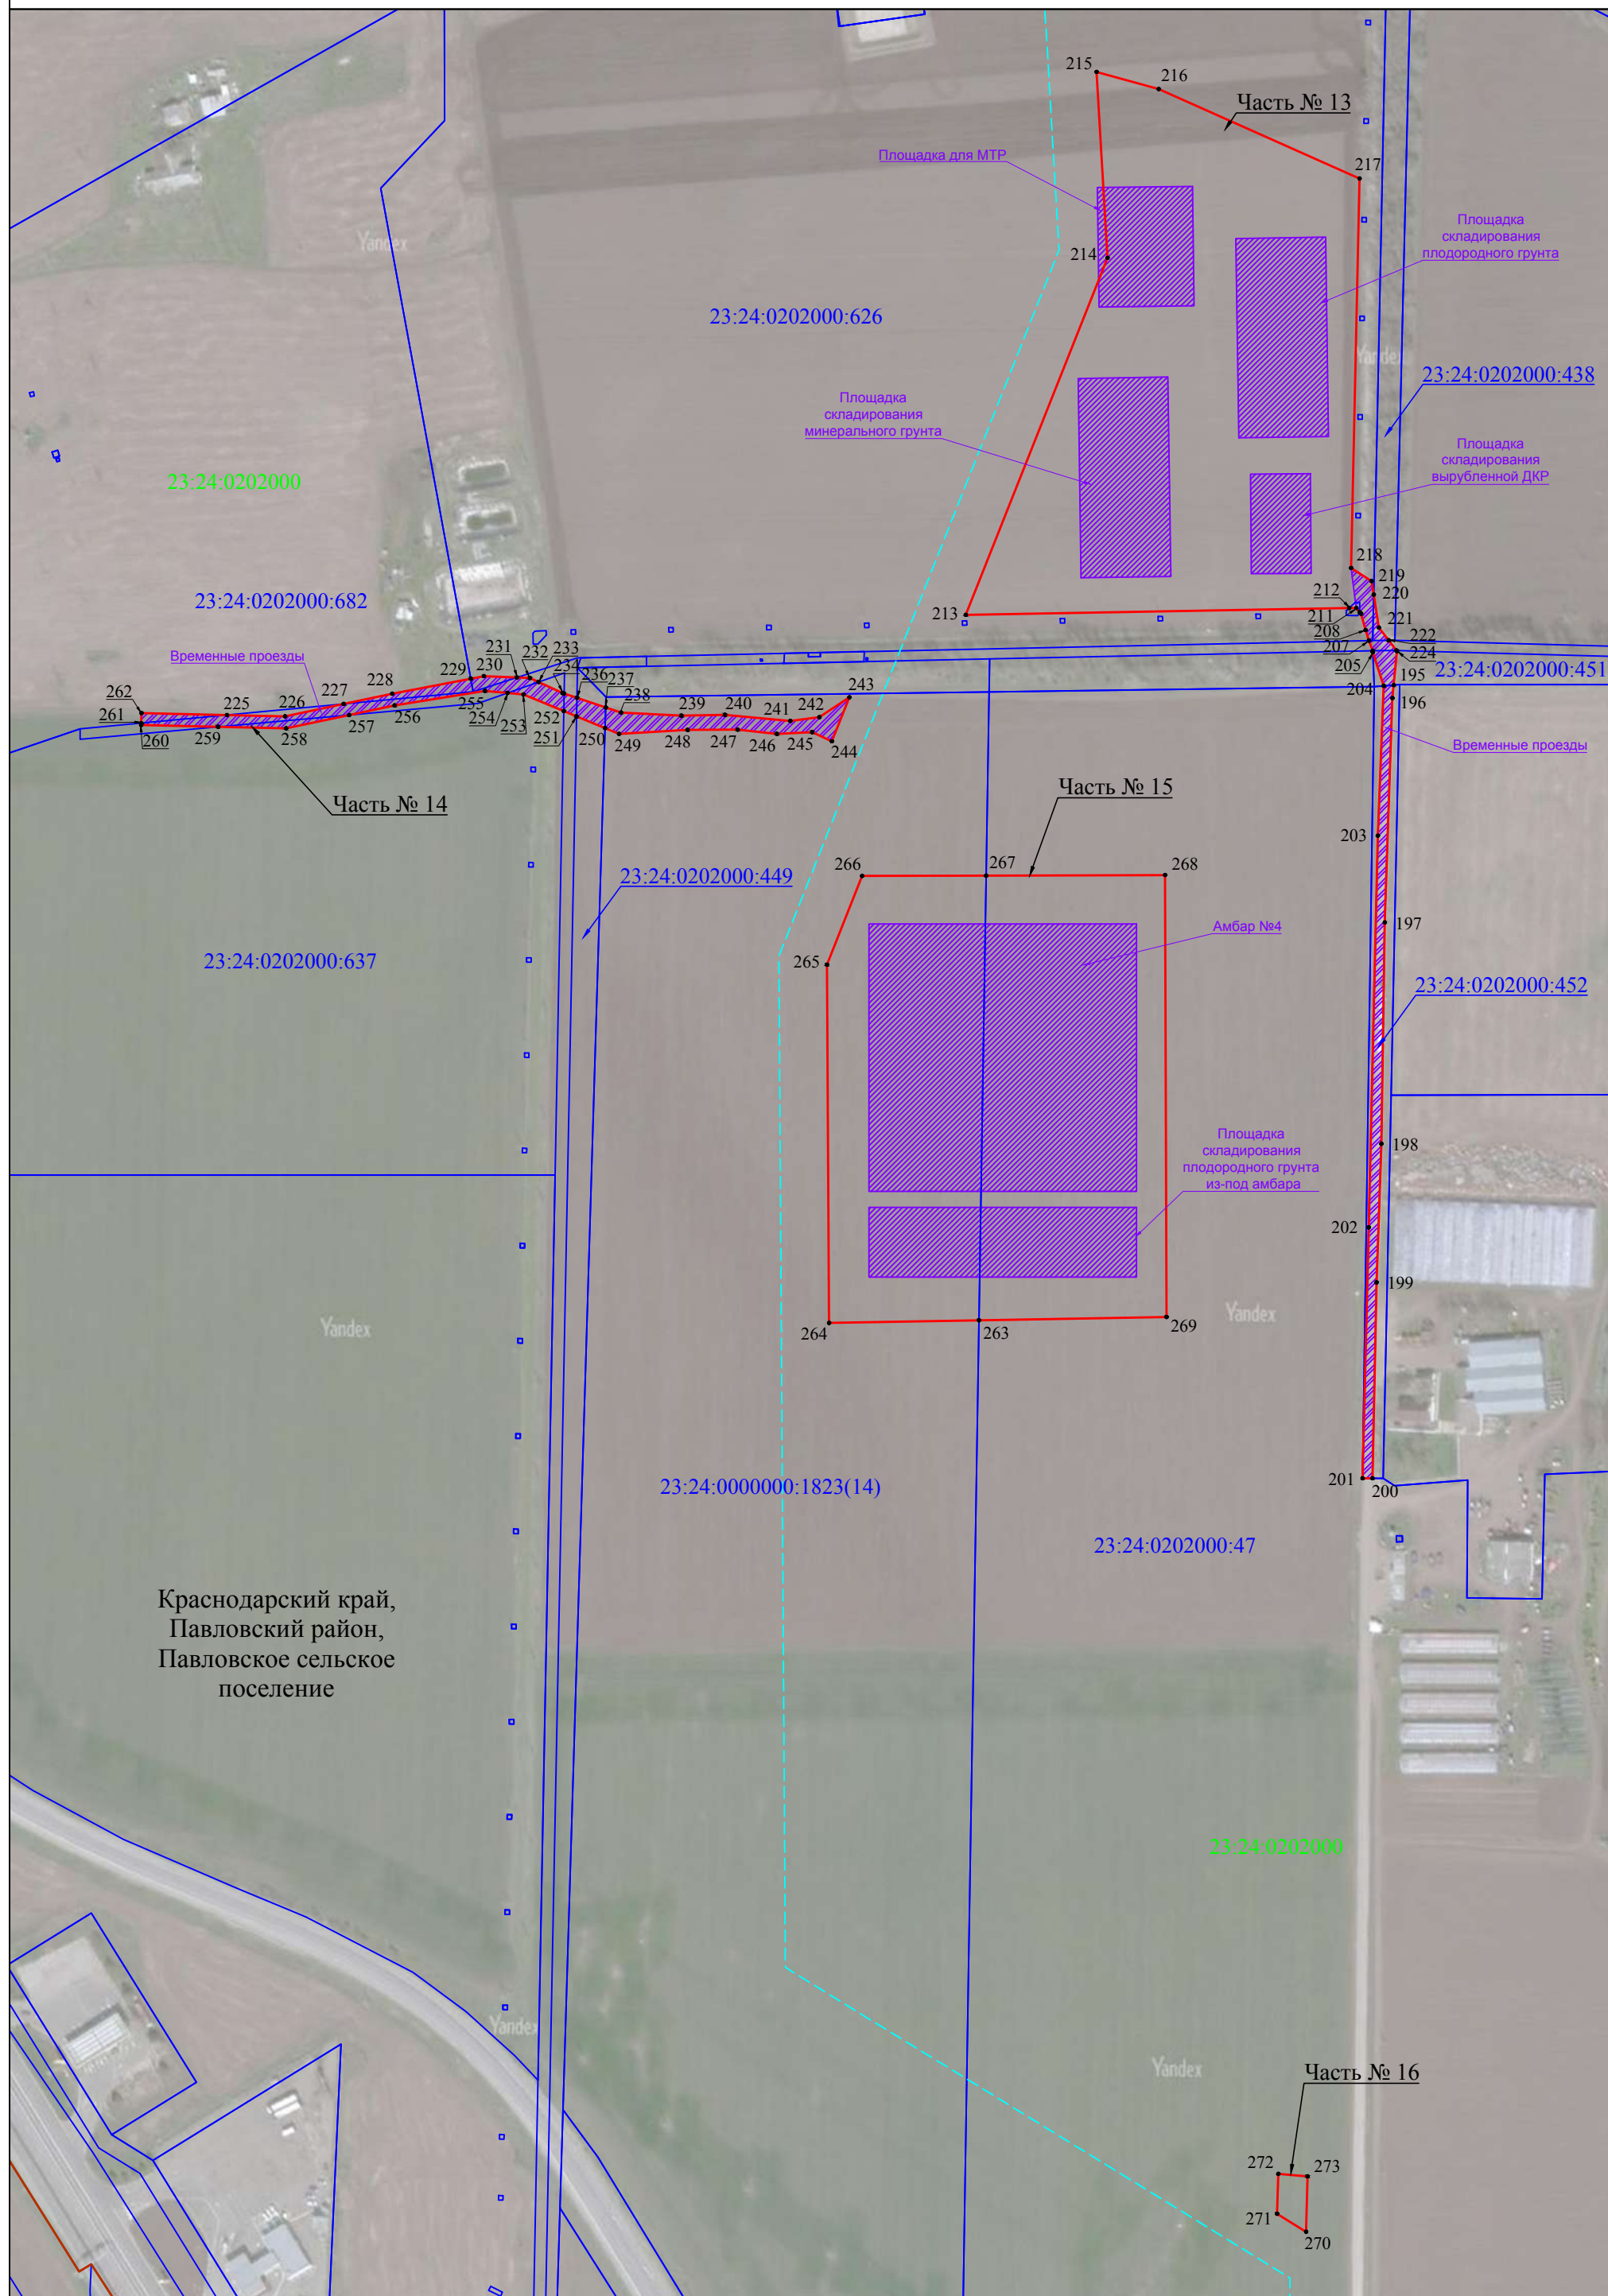 215
216
Часть № 13
Площадка для МТР
217
Площадка
складирования
плодородного грунта
Yandex
214
23:24:0202000:626
Yandex
23:24:0202000:438
Площадка
складирования
минерального грунта
Площадка
складирования
вырубленной ДКР
23:24:0202000
218
219
220
23:24:0202000:682
212
213
211
221
208
222
207
224
205
23:24:0202000:451
Временные проезды
231
232
233
234
229
230
236
237
195
204
196
262
225
226
227
228
255
254
253
252
251
250
238
239
240
241
242
243
261
260
259
258
257
256
249
248
247
246
245
244
Временные проезды
Часть № 14
Часть № 15
203
266
267
268
23:24:0202000:449
197
Амбар №4
23:24:0202000:637
265
23:24:0202000:452
Площадка
складирования
плодородного грунта
из-под амбара
198
202
199
Yandex
Yandex
264
263
269
23:24:0000000:1823(14)
201
200
23:24:0202000:47
Краснодарский край,
Павловский район,
Павловское сельское
поселение
23:24:0202000
Yandex
Yandex
Часть № 16
272
273
271
270